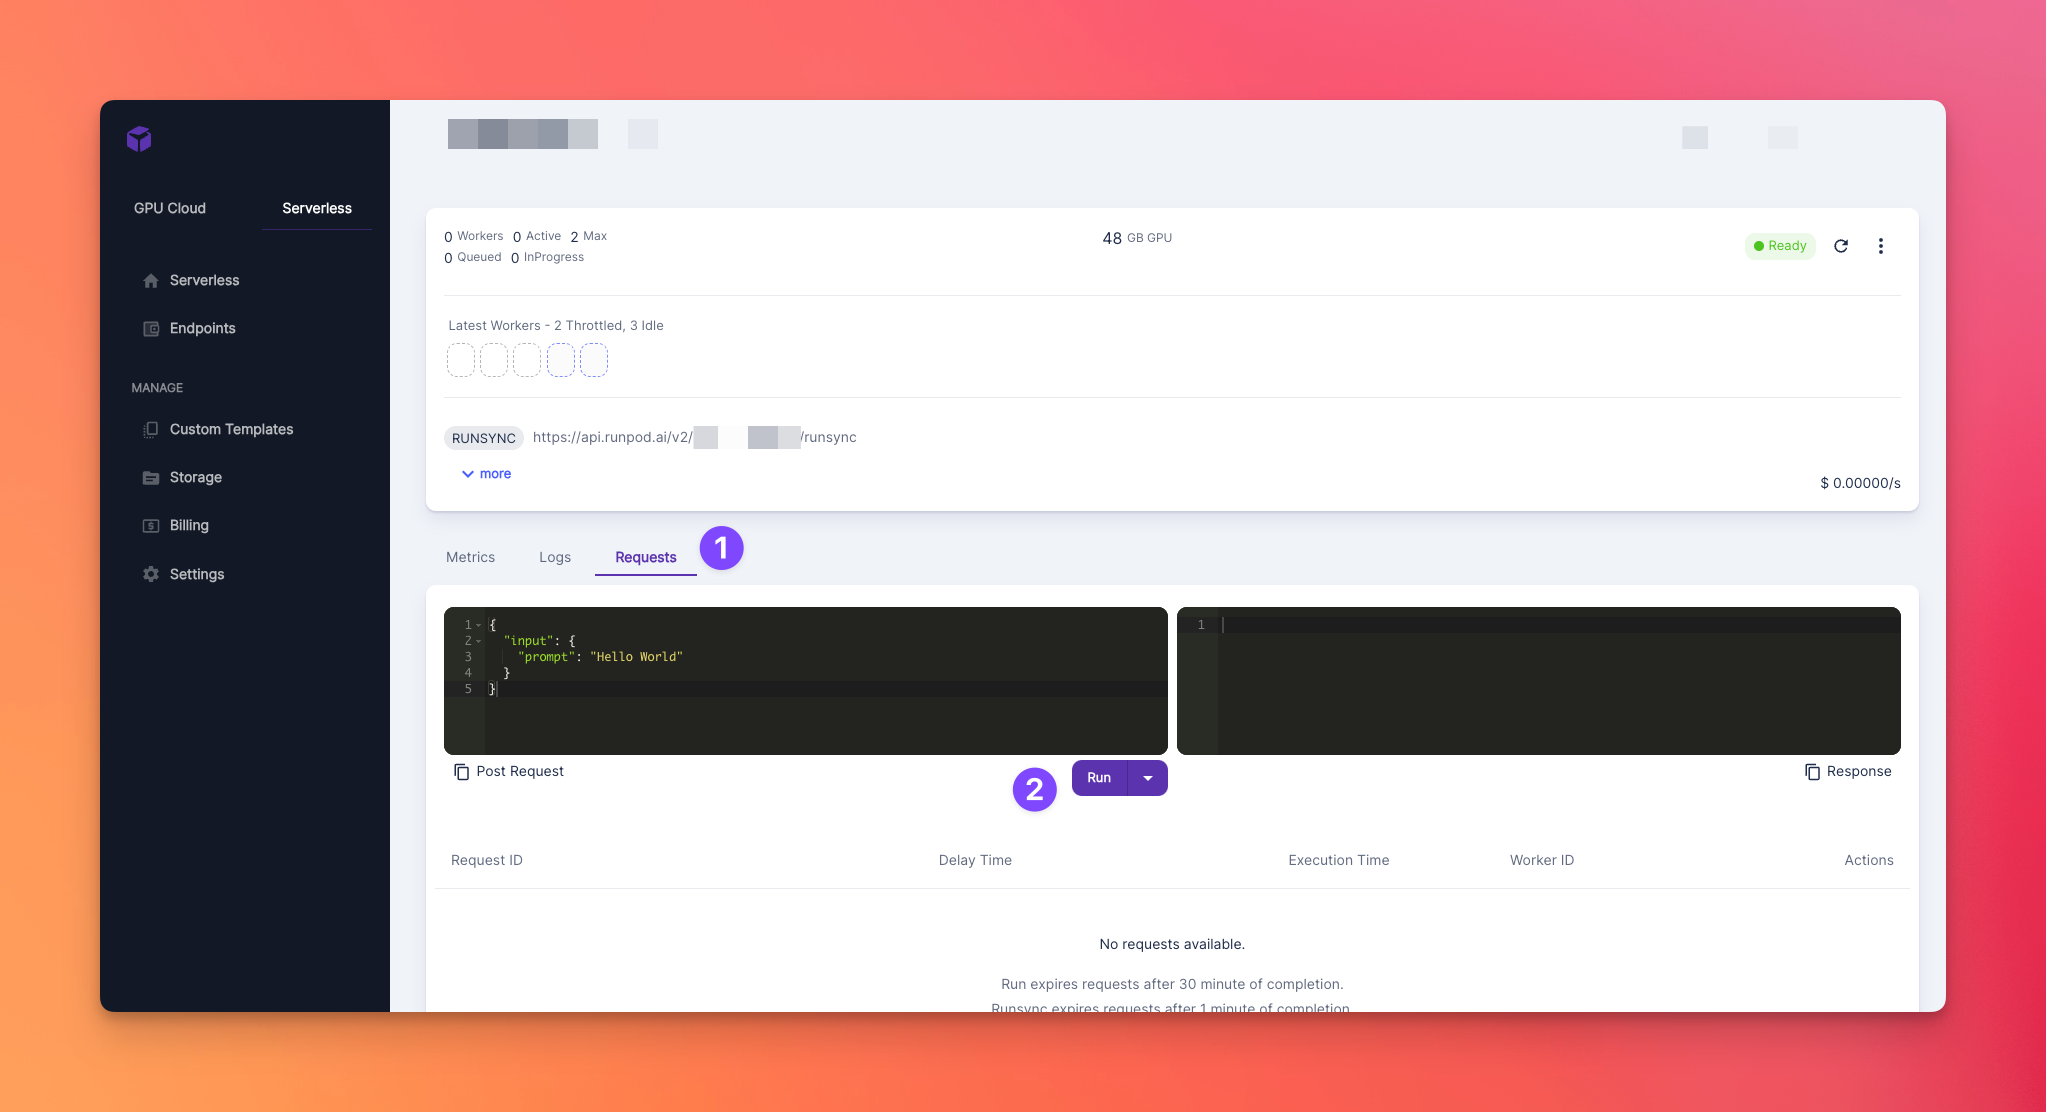 GPU Cloud
Serverless
Serverless
Endpoints
MANAGE
Custom Templates
Storage
Billing
Settings
0 Workers 0 Active 2 Max
0 Queued 0 InProgress
48 GB GPU
Ready
Latest Workers - 2 Throttled, 3 Idle
RUNSYNC https://api.runpod.ai/v2/ /runsync
more
$ 0.00000/s
Metrics
Logs
Requests
1
1 {
2 "input": {
3 "prompt": "Hello World"
4 }
5 }
1
Post Request
2
Run
Response
Request ID
Delay Time
Execution Time
Worker ID
Actions
No requests available.
Run expires requests after 30 minute of completion.
Runsync expires requests after 1 minute of completion